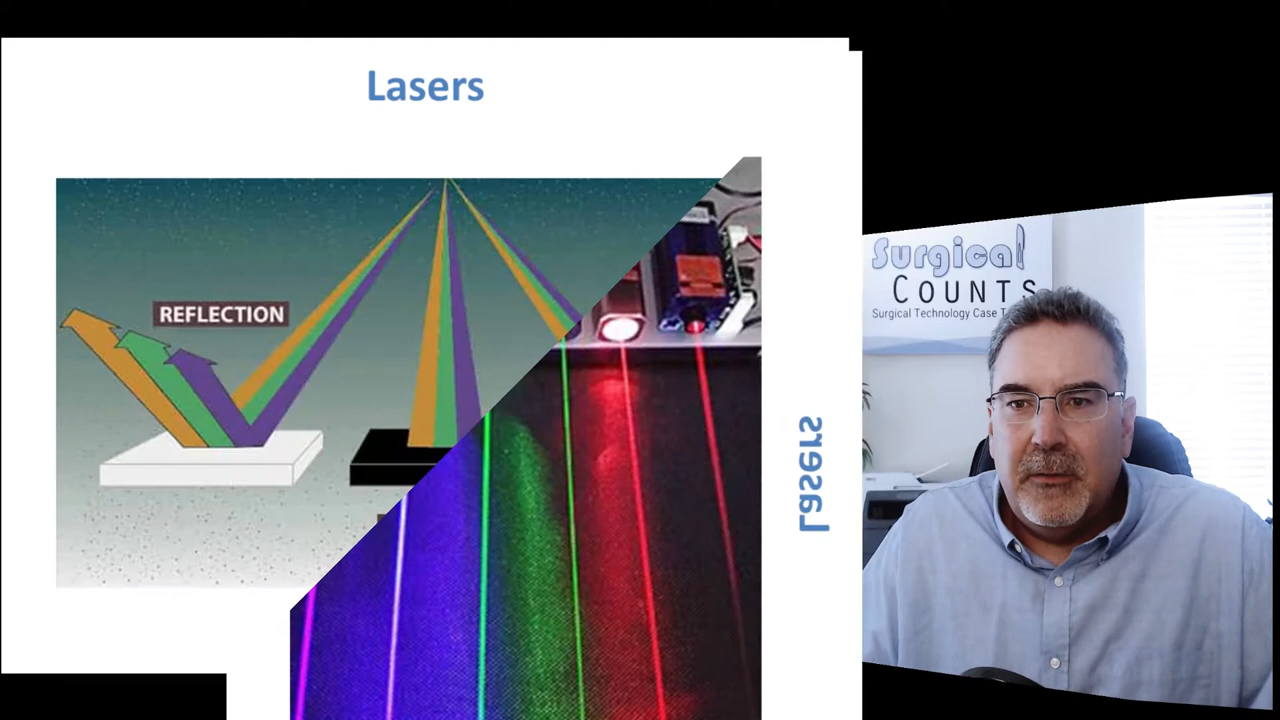 Lasers
REFLECTION
Lasers
Surgical
COUNTS
Surgical Technology Case T